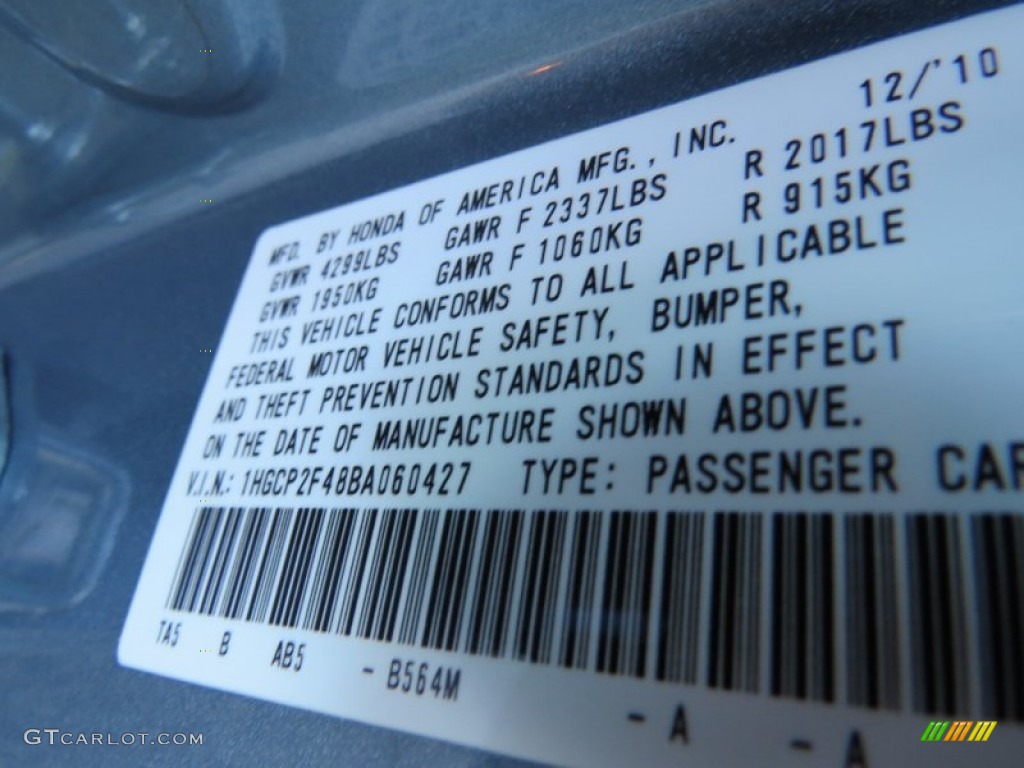 12/'10
MFD. BY HONDA OF AMERICA MFG., INC.
GVWR 4299LBS GAWR F 2337LBS R 2017LBS
GVWR 1950KG GAWR F 1060KG R 915KG
THIS VEHICLE CONFORMS TO ALL APPLICABLE
FEDERAL MOTOR VEHICLE SAFETY, BUMPER,
AND THEFT PREVENTION STANDARDS IN EFFECT
ON THE DATE OF MANUFACTURE SHOWN ABOVE.
V.I.N.: 1HGCP2F48BA060427 TYPE: PASSENGER CAR
TA5 B AB5 - B564M - A - A
GTCARLOT.COM